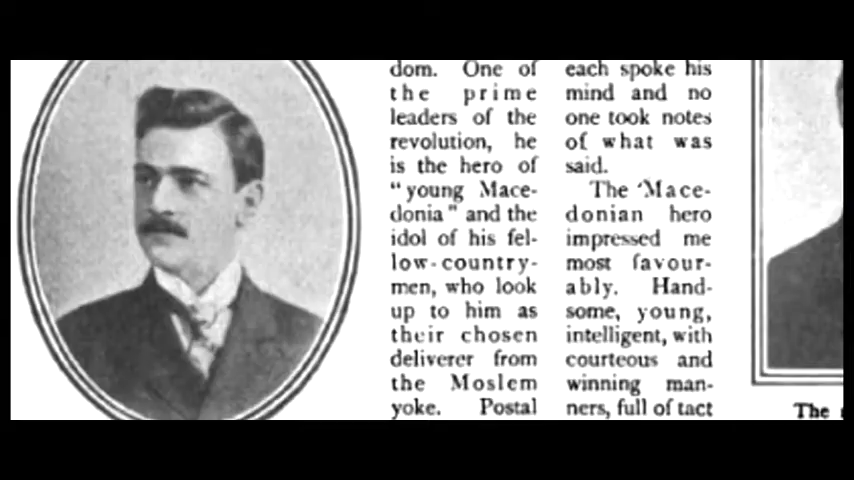 dom. One of
the prime
leaders of the
revolution, he
is the hero of
"young Mace-
donia" and the
idol of his fel-
low-country-
men, who look
up to him as
their chosen
deliverer from
the Moslem
yoke. Postal
each spoke his
mind and no
one took notes
of what was
said.
The 'Mace-
donian hero
impressed me
most favour-
ably. Hand-
some, young,
intelligent, with
courteous and
winning man-
ners, full of tact
The